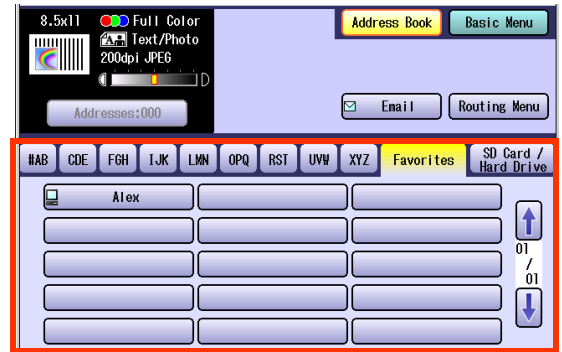 8.5x11 Full Color
Text/Photo
200dpi JPEG
D
Addresses:000
Address Book Basic Menu
Email Routing Menu
#AB CDE FGH IJK LMN OPQ RST UVW XYZ Favorites SD Card /
Hard Drive
Alex
01
/
01